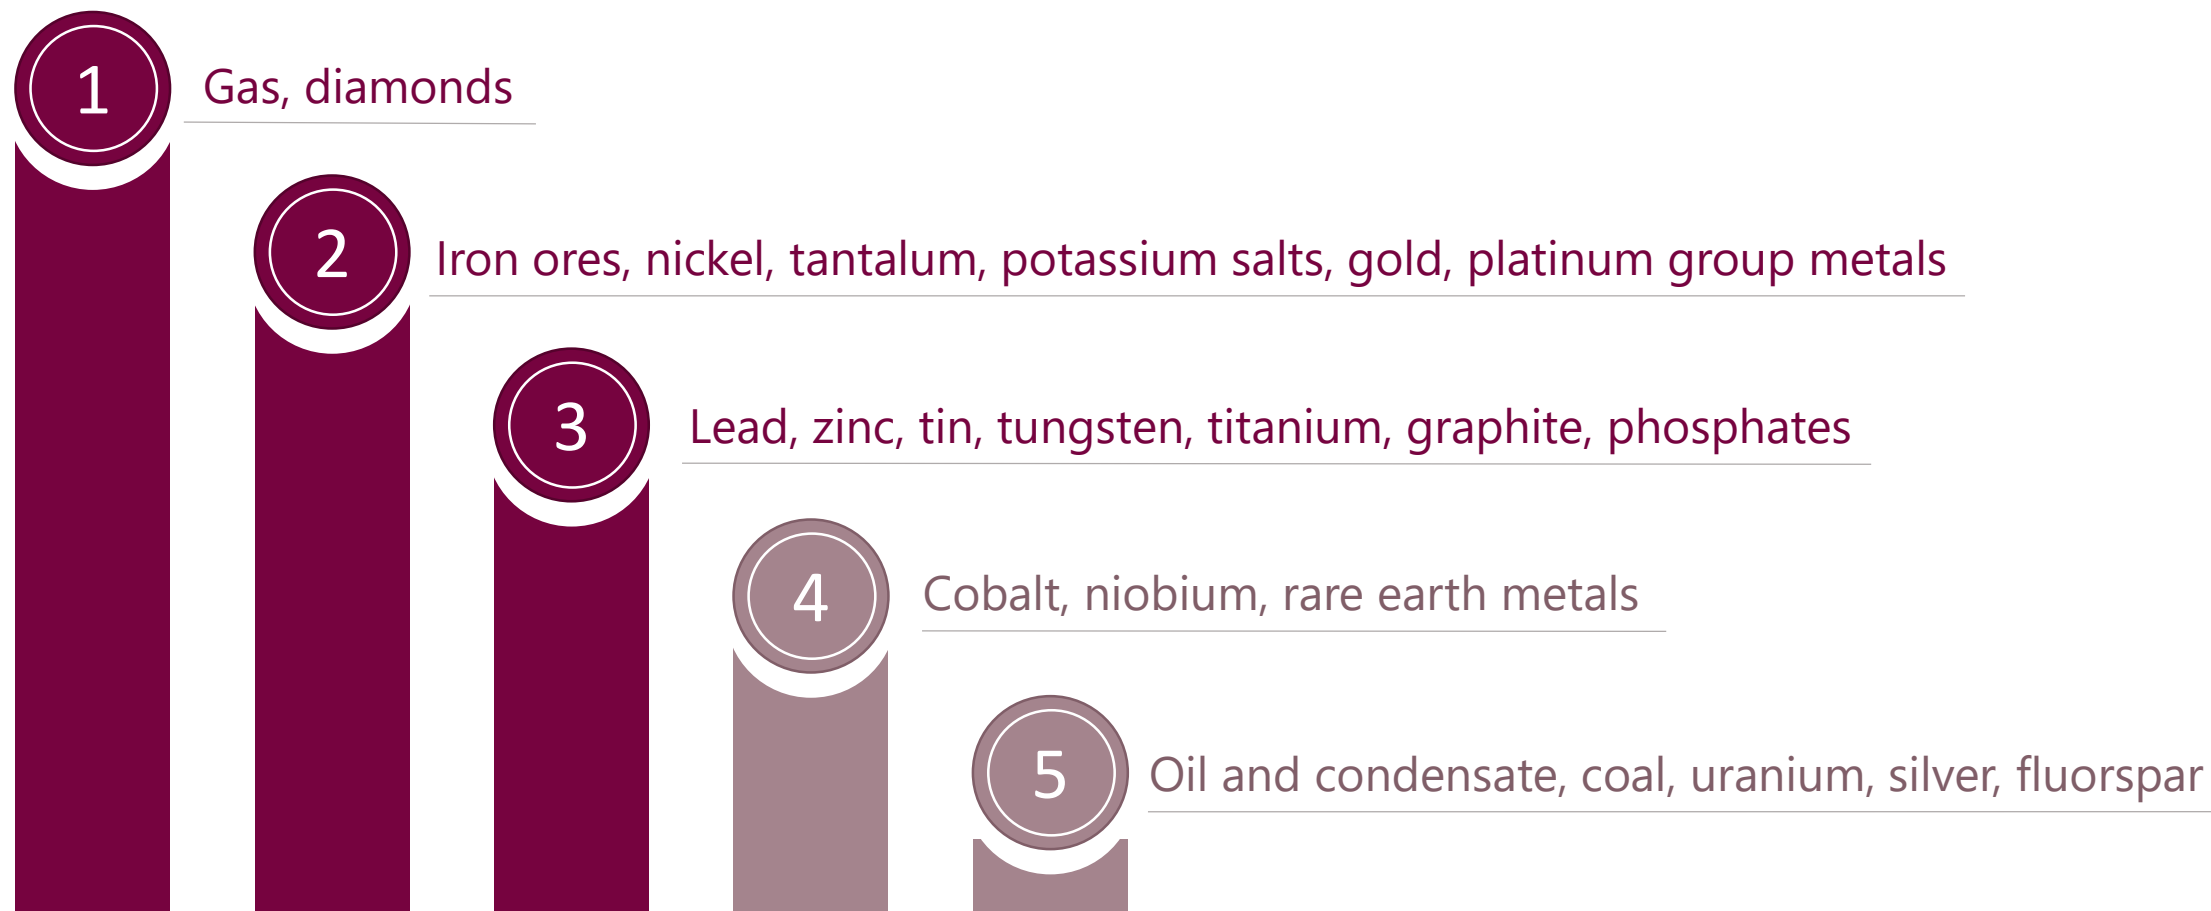 1
Gas, diamonds
2
Iron ores, nickel, tantalum, potassium salts, gold, platinum group metals
3
Lead, zinc, tin, tungsten, titanium, graphite, phosphates
4
Cobalt, niobium, rare earth metals
5
Oil and condensate, coal, uranium, silver, fluorspar